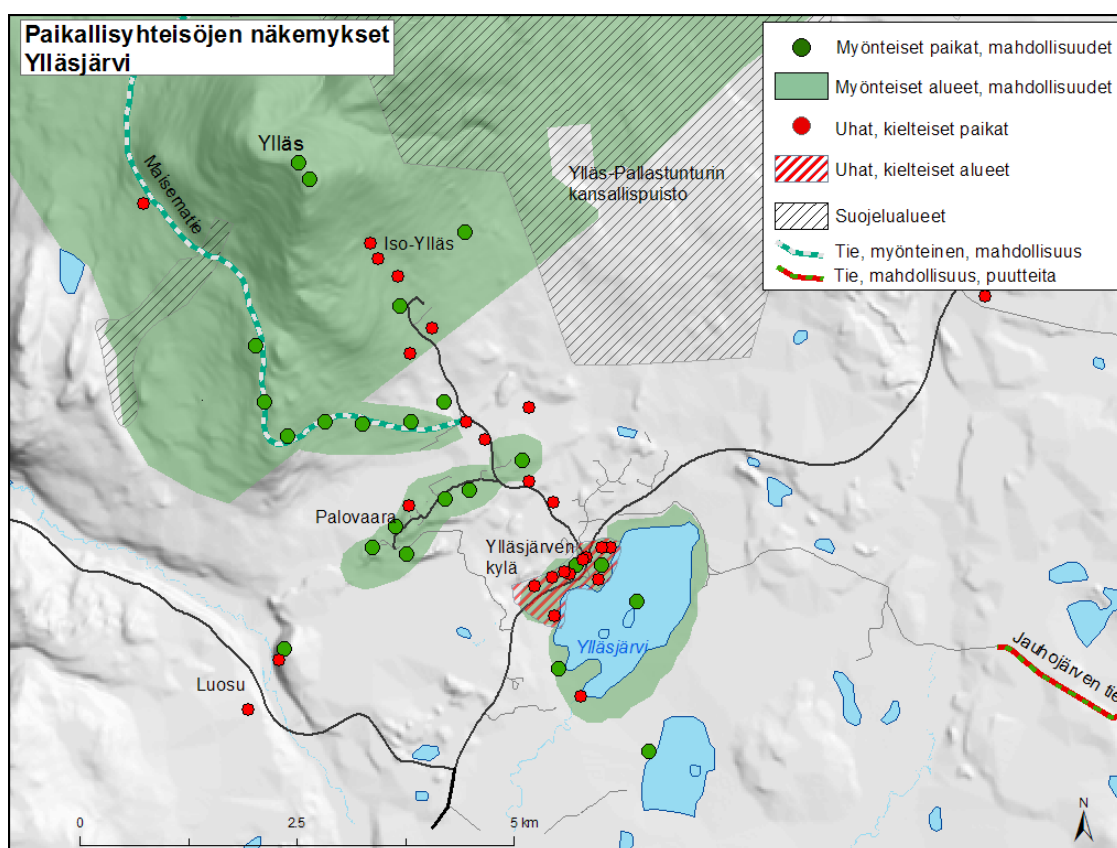 Paikallisyhteisöjen näkemykset
Ylläsjärvi
Myönteiset paikat, mahdollisuudet
Myönteiset alueet, mahdollisuudet
Uhat, kielteiset paikat
Uhat, kielteiset alueet
Suojelualueet
Tie, myönteinen, mahdollisuus
Tie, mahdollisuus, puutteita
Ylläs
Ylläs-Pallastunturin
kansallispuisto
Maisematie
Iso-Ylläs
Palovaara
Ylläsjärven
kylä
Ylläsjärvi
Jauhojärven tie
Luosu
0
2.5
5 km
N